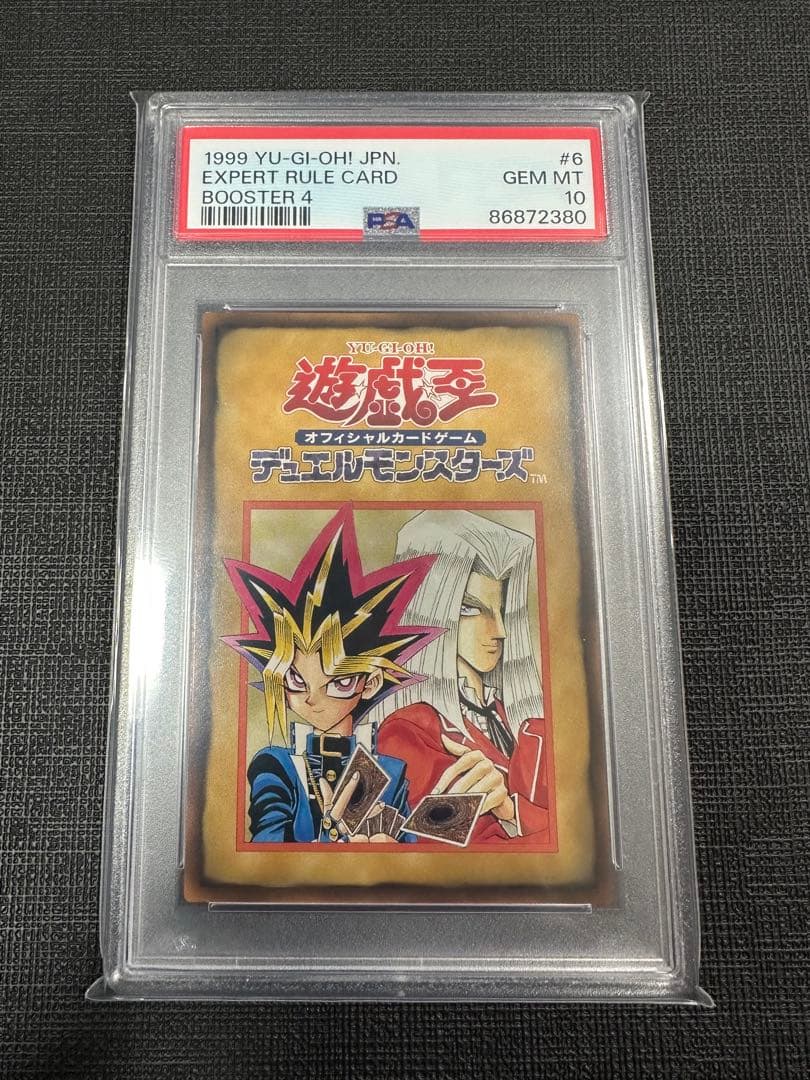 1999 YU-GI-OH! JPN. #6
EXPERT RULE CARD GEM MT
BOOSTER 4 10
PSA 86872380
YU-GI-OH!
遊☆戯☆王
オフィシャルカードゲーム
デュエルモンスターズ™